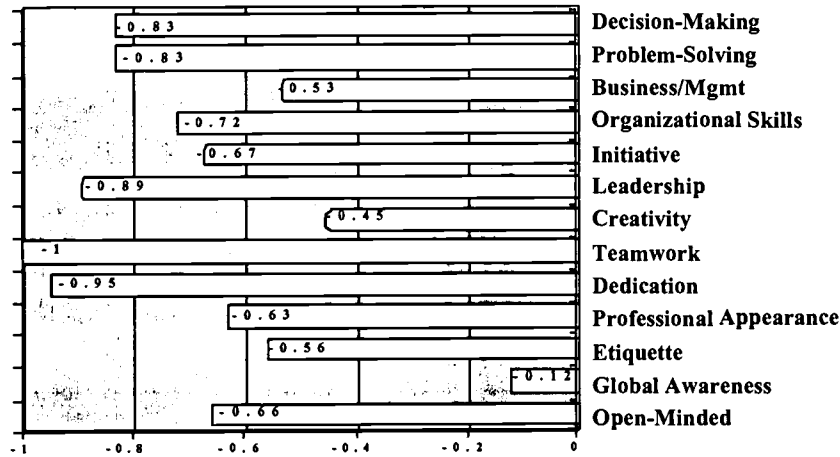 -0.83 Decision-Making
-0.83 Problem-Solving
-0.53 Business/Mgmt
-0.72 Organizational Skills
-0.67 Initiative
-0.89 Leadership
-0.45 Creativity
-1 Teamwork
-0.95 Dedication
-0.63 Professional Appearance
-0.56 Etiquette
-0.12 Global Awareness
-0.66 Open-Minded
-1 -0.8 -0.6 -0.4 -0.2 0